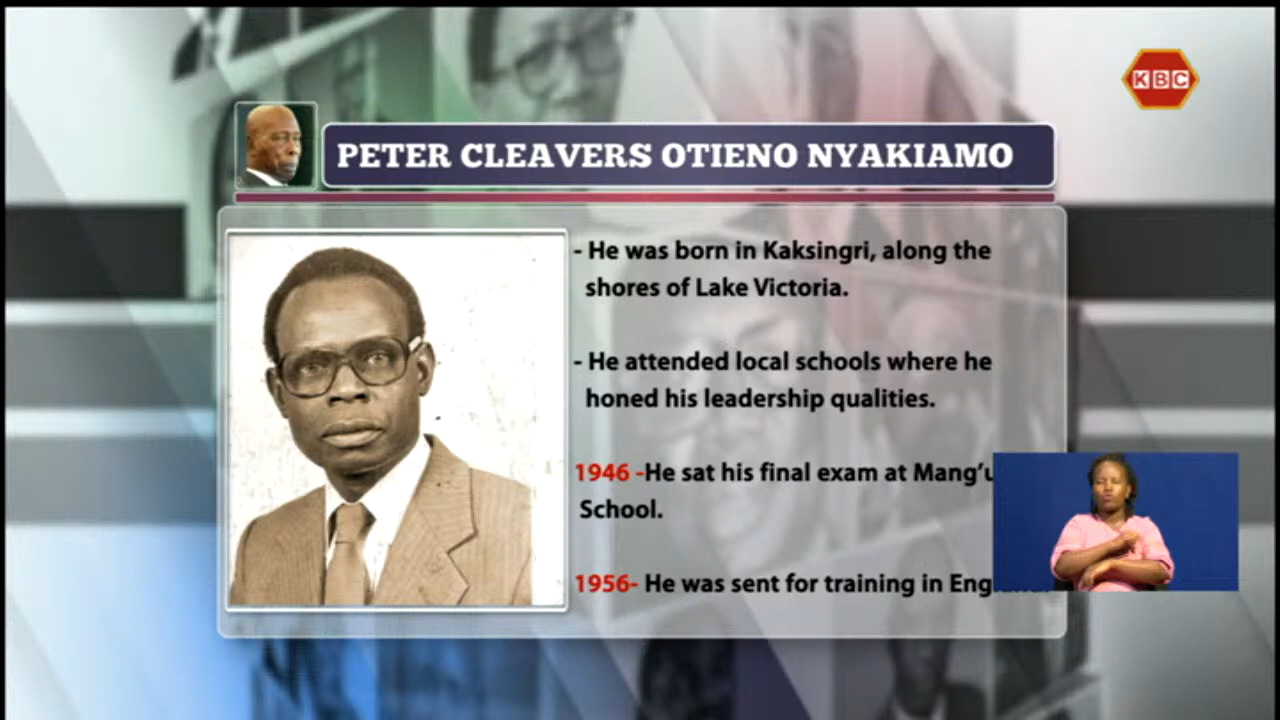 KBC
PETER CLEAVERS OTIENO NYAKIAMO
- He was born in Kaksingri, along the
shores of Lake Victoria.
- He attended local schools where he
honed his leadership qualities.
1946 -He sat his final exam at
School.
1956- He was sent for training in